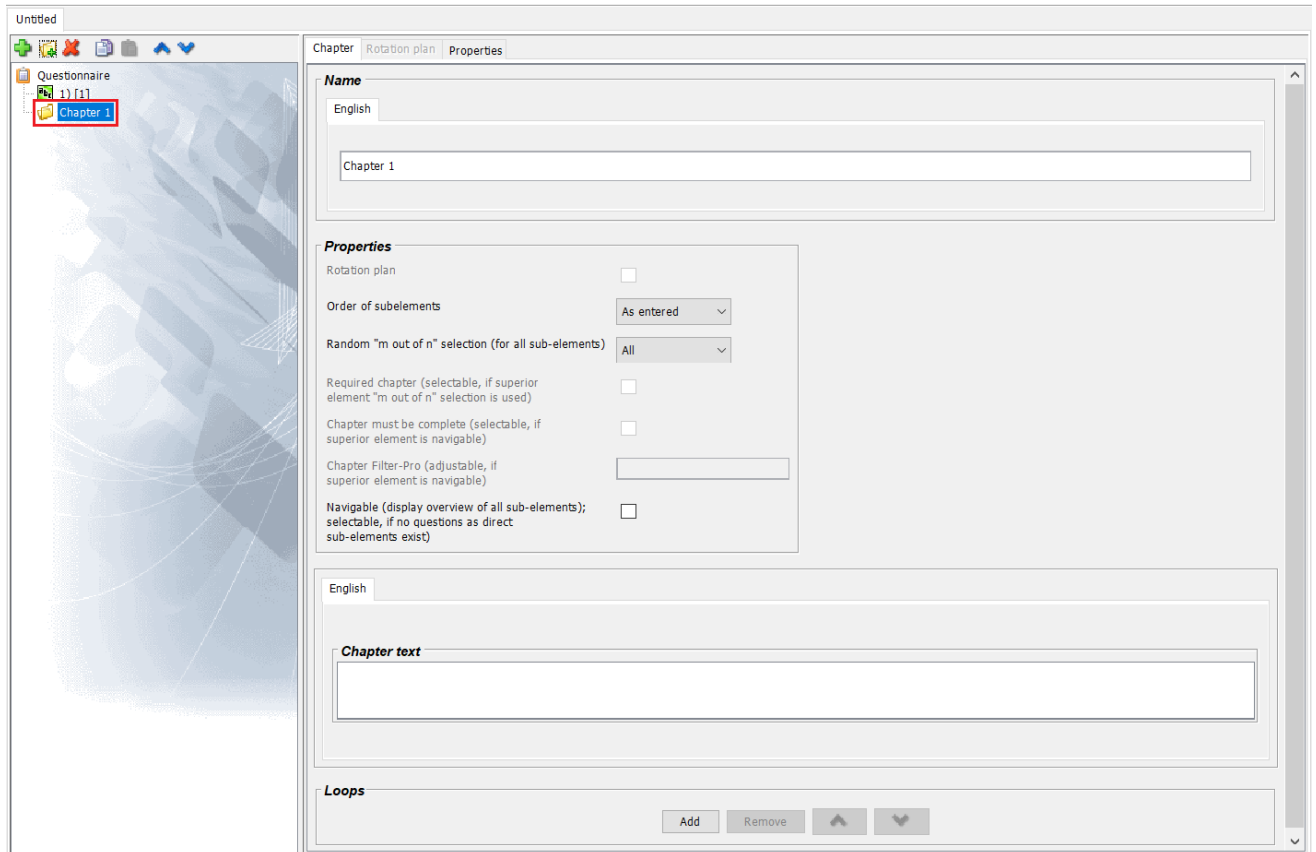 Untitled
Chapter Rotation plan Properties
Questionnaire
1) [1]
Chapter 1
Name
English
Chapter 1
Properties
Rotation plan
Order of subelements As entered
Random "m out of n" selection (for all sub-elements) All
Required chapter (selectable, if superior
element "m out of n" selection is used)
Chapter must be complete (selectable, if
superior element is navigable)
Chapter Filter-Pro (adjustable, if
superior element is navigable)
Navigable (display overview of all sub-elements);
selectable, if no questions as direct
sub-elements exist)
English
Chapter text
Loops
Add Remove